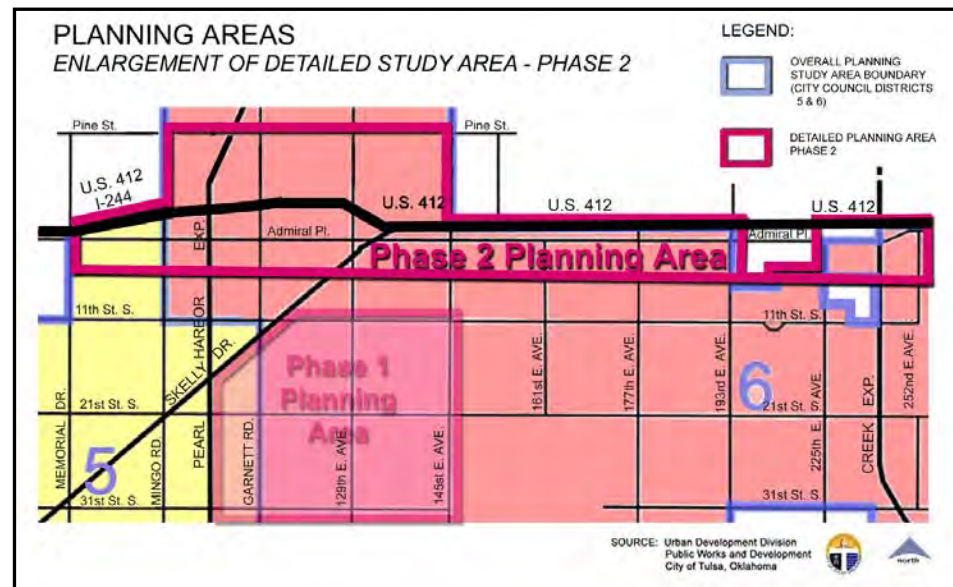 PLANNING AREAS
ENLARGEMENT OF DETAILED STUDY AREA - PHASE 2
LEGEND:
OVERALL PLANNING
STUDY AREA BOUNDARY
(CITY COUNCIL DISTRICTS
5 & 6)
DETAILED PLANNING AREA
PHASE 2
Pine St.
Pine St.
U.S. 412
I-244
U.S. 412
U.S. 412
U.S. 412
Admiral Pl.
Admiral Pl.
Phase 2 Planning Area
11th St. S.
11th St. S.
Phase 1
Planning
Area
21st St. S.
21st St. S.
31st St. S.
31st St. S.
5
6
MEMORIAL DR.
MINGO RD.
PEARL HARBOR EXP.
SKELLY DR.
GARNETT RD.
129th E. AVE.
145st E. AVE.
161st E. AVE.
177th E. AVE.
193rd E. AVE.
225th E. AVE
CREEK EXP.
252nd E. AVE.
SOURCE: Urban Development Division
Public Works and Development
City of Tulsa, Oklahoma
north